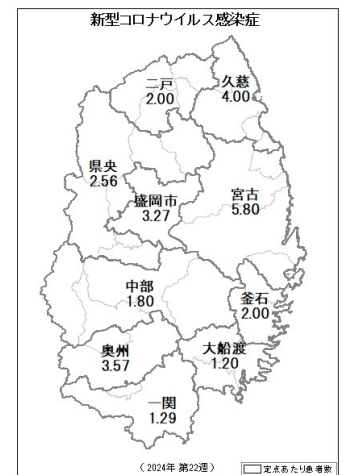 新型コロナウイルス感染症
二戸
2.00
久慈
4.00
県央
2.56
盛岡市
3.27
宮古
5.80
中部
1.80
釜石
2.00
奥州
3.57
大船渡
1.20
一関
1.29
（2024年 第22週）
定点あたり患者数